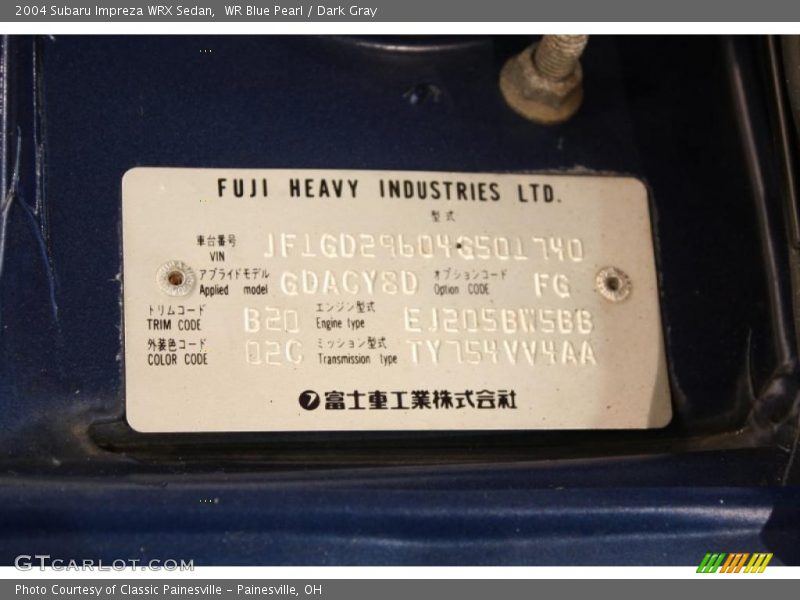 2004 Subaru Impreza WRX Sedan,  WR Blue Pearl / Dark Gray
FUJI HEAVY INDUSTRIES LTD.
型式
車台番号 VIN JF1GD29604G501740
アプライドモデル オプションコード
Applied model GDACY8D Option CODE FG
トリムコード エンジン型式
TRIM CODE B20 Engine type EJ205BW5BB
外装色コード ミッション型式
COLOR CODE 02C Transmission type TY754VV4AA
富士重工業株式会社
GTcarlot.com
Photo Courtesy of Classic Painesville - Painesville, OH